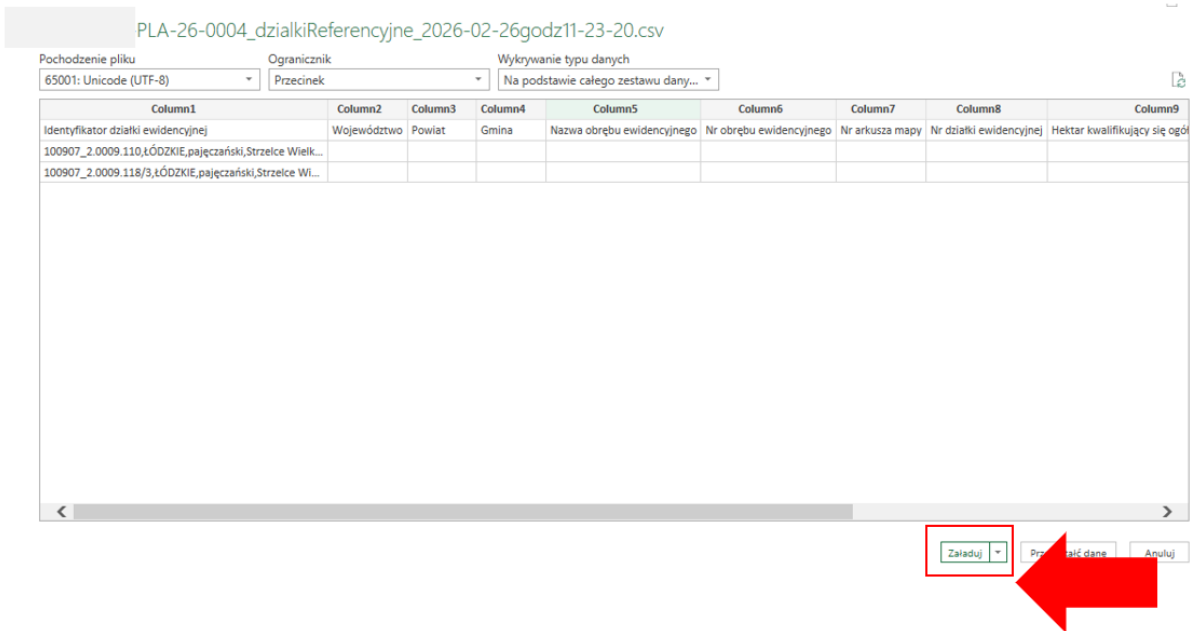 -PLA-26-0004_dzialkiReferencyjne_2026-02-26godz11-23-20.csv
Pochodzenie pliku Ogranicznik Wykrywanie typu danych
65001: Unicode (UTF-8) Przecinek Na podstawie całego zestawu dany...
Column1 Column2 Column3 Column4 Column5 Column6 Column7 Column8 Column9
Identyfikator działki ewidencyjnej Województwo Powiat Gmina Nazwa obrębu ewidencyjnego Nr obrębu ewidencyjnego Nr arkusza mapy Nr działki ewidencyjnej Hektar kwalifikujący się
100907_2.0009.110,ŁÓDZKIE,pajęczański,Strzelce Wielk...
100907_2.0009.118/3,ŁÓDZKIE,pajęczański,Strzelce Wi...
Załaduj dane Anuluj